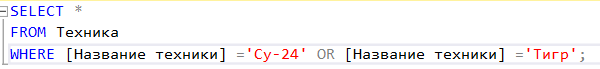 SELECT *
FROM Техника
WHERE [Название техники] ='Су-24' OR [Название техники] ='Тигр';